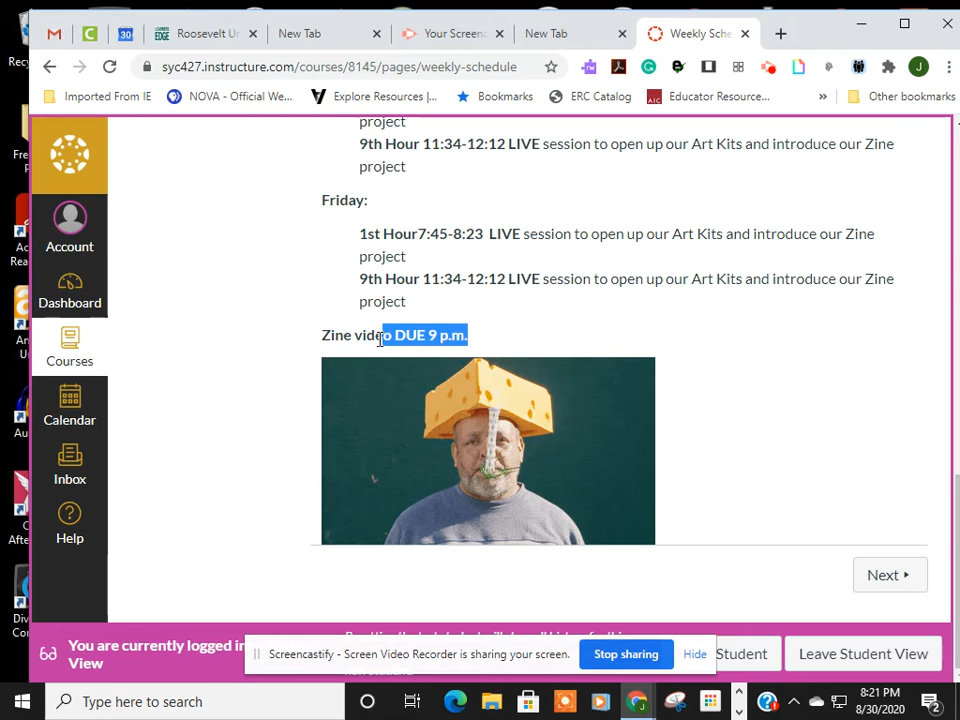 Roosevelt Un
New Tab
Your Screenc
New Tab
Weekly Sche
syc427.instructure.com/courses/8145/pages/weekly-schedule
Imported From IE
NOVA - Official We...
Explore Resources |...
Bookmarks
ERC Catalog
Educator Resource...
»
Other bookmarks
project
9th Hour 11:34-12:12 LIVE session to open up our Art Kits and introduce our Zine
project
Friday:
1st Hour7:45-8:23 LIVE session to open up our Art Kits and introduce our Zine
project
9th Hour 11:34-12:12 LIVE session to open up our Art Kits and introduce our Zine
project
Zine video DUE 9 p.m.
Account
Dashboard
Courses
Calendar
Inbox
Help
Next
You are currently logged in
View
Screencastify - Screen Video Recorder is sharing your screen.
Stop sharing
Hide
Student
Leave Student View
Type here to search
8:21 PM
8/30/2020
2